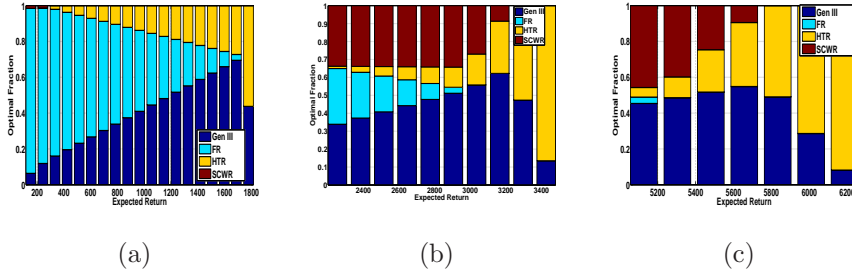 1
0.8
0.6
0.4
0.2
0
Optimal Fraction
Gen III
FR
HTR
SCWR
200 400 600 800 1000 1200 1400 1600 1800
Expected Return
(a)
1
0.9
0.8
0.7
0.6
0.5
0.4
0.3
0.2
0.1
0
Optimal Fraction
Gen III
FR
HTR
SCWR
2400 2600 2800 3000 3200 3400
Expected Return
(b)
1
0.8
0.6
0.4
0.2
0
Optimal Fraction
Gen III
FR
HTR
SCWR
5200 5400 5600 5800 6000 6200
Expected Return
(c)